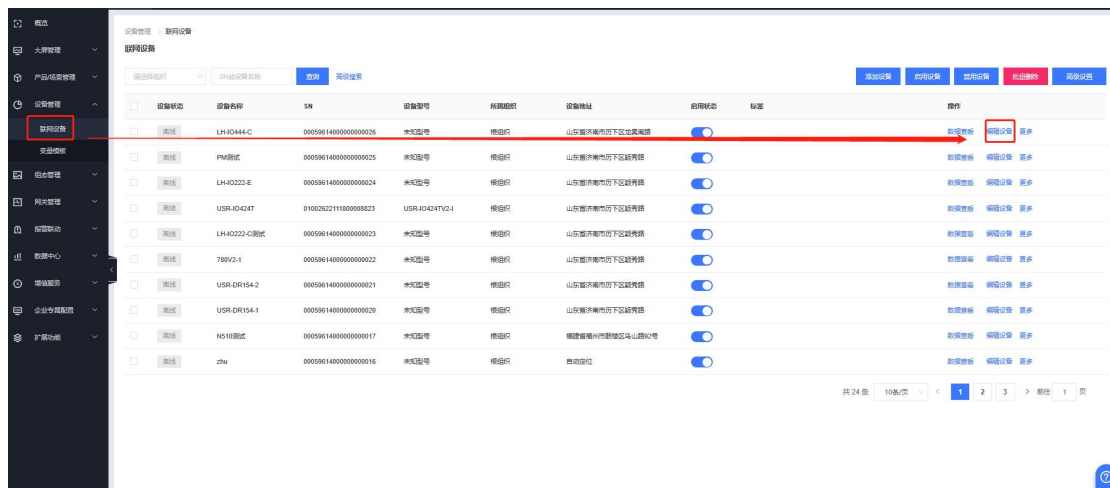 概览
大屏管理
产品/场景管理
设备管理
联网设备
变量模板
组态管理
网关管理
报警联动
数据中心
增值服务
企业专属配置
扩展功能
设备管理 > 联网设备
联网设备
请选择组织 SN或设备名称 查询 高级搜索 添加设备 启用设备 禁用设备 批量删除 高级设置
设备状态 设备名称 SN 设备型号 所属组织 设备地址 启用状态 标签 操作
离线 LH-IO444-C 00059614000000000026 未知型号 根组织 山东省济南市历下区龙奥南路 数据查看 编辑设备 更多
离线 PM测试 00059614000000000025 未知型号 根组织 山东省济南市历下区颖秀路 数据查看 编辑设备 更多
离线 LH-IO222-E 00059614000000000024 未知型号 根组织 山东省济南市历下区颖秀路 数据查看 编辑设备 更多
离线 USR-IO424T 01002622111800008823 USR-IO424TV2-I 根组织 山东省济南市历下区颖秀路 数据查看 编辑设备 更多
离线 LH-IO222-C测试 00059614000000000023 未知型号 根组织 山东省济南市历下区颖秀路 数据查看 编辑设备 更多
离线 780V2-1 00059614000000000022 未知型号 根组织 山东省济南市历下区颖秀路 数据查看 编辑设备 更多
离线 USR-DR154-2 00059614000000000021 未知型号 根组织 山东省济南市历下区颖秀路 数据查看 编辑设备 更多
离线 USR-DR154-1 00059614000000000020 未知型号 根组织 山东省济南市历下区颖秀路 数据查看 编辑设备 更多
离线 N510测试 00059614000000000017 未知型号 根组织 福建省福州市鼓楼区乌山路92号 数据查看 编辑设备 更多
离线 zhu 00059614000000000016 未知型号 根组织 自动定位 数据查看 编辑设备 更多
共 24 条 10条/页 < 1 2 3 > 前往 1 页